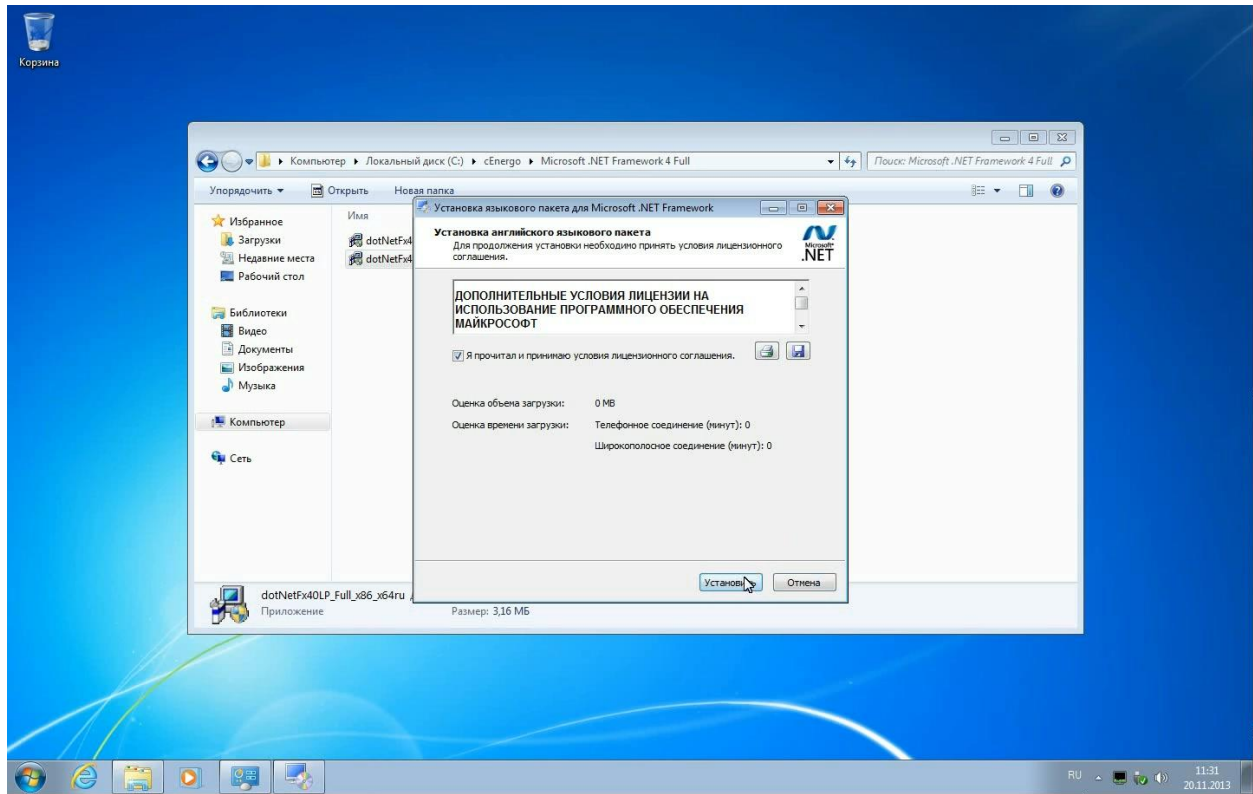 Корзина
Компьютер ▸ Локальный диск (C:) ▸ cEnergo ▸ Microsoft .NET Framework 4 Full
Поиск: Microsoft .NET Framework 4 Full
Упорядочить
Открыть
Новая папка
Избранное
Загрузки
Недавние места
Рабочий стол
Библиотеки
Видео
Документы
Изображения
Музыка
Компьютер
Сеть
Имя
dotNetFx4
dotNetFx4
Установка языкового пакета для Microsoft .NET Framework
Установка английского языкового пакета
Для продолжения установки необходимо принять условия лицензионного
соглашения.
Microsoft
.NET
ДОПОЛНИТЕЛЬНЫЕ УСЛОВИЯ ЛИЦЕНЗИИ НА
ИСПОЛЬЗОВАНИЕ ПРОГРАММНОГО ОБЕСПЕЧЕНИЯ
МАЙКРОСОФТ
Я прочитал и принимаю условия лицензионного соглашения.
Оценка объема загрузки: 0 MB
Оценка времени загрузки: Телефонное соединение (минут): 0
Широкополосное соединение (минут): 0
Отмена
dotNetFx40LP_Full_x86_x64ru
Приложение
Размер: 3,16 МБ
RU
11:31
20.11.2013